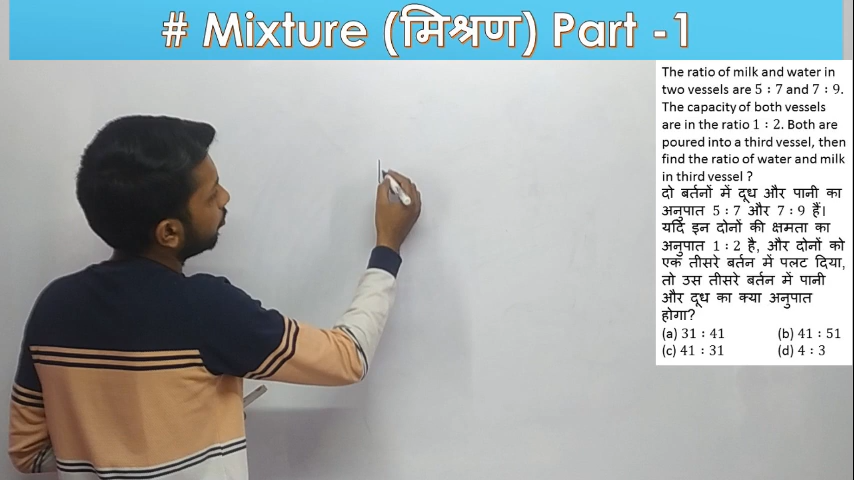 # Mixture (मिश्रण) Part -1
The ratio of milk and water in
two vessels are 5 : 7 and 7 : 9.
The capacity of both vessels
are in the ratio 1 : 2. Both are
poured into a third vessel, then
find the ratio of water and milk
in third vessel ?
दो बर्तनों में दूध और पानी का
अनुपात 5 : 7 और 7 : 9 हैं।
यदि इन दोनों की क्षमता का
अनुपात 1 : 2 है, और दोनों को
एक तीसरे बर्तन में पलट दिया,
तो उस तीसरे बर्तन में पानी
और दूध का क्या अनुपात
होगा?
(a) 31 : 41 (b) 41 : 51
(c) 41 : 31 (d) 4 : 3